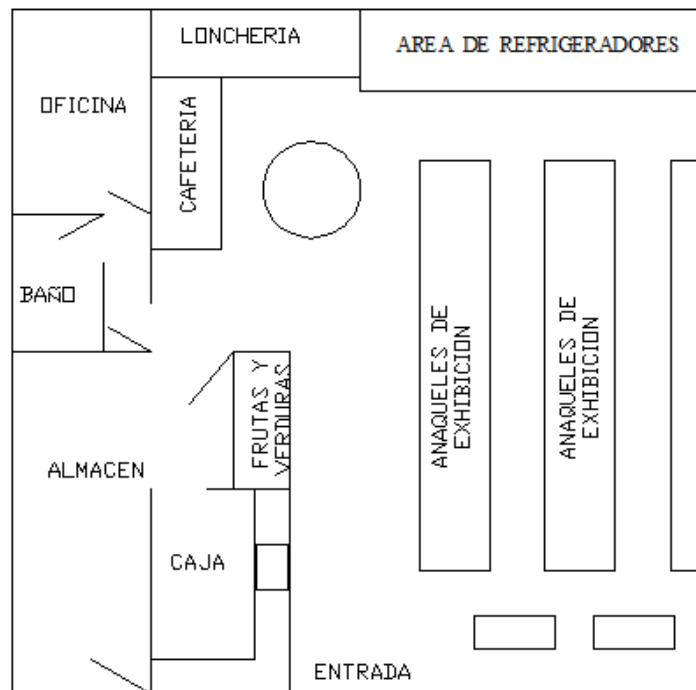 LONCHERIA
AREA DE REFRIGERADORES
OFICINA
CAFETERIA
BAÑO
ANAQUELES DE
EXHIBICION
ANAQUELES DE
EXHIBICION
FRUTAS Y
VERDURAS
ALMACEN
CAJA
ENTRADA